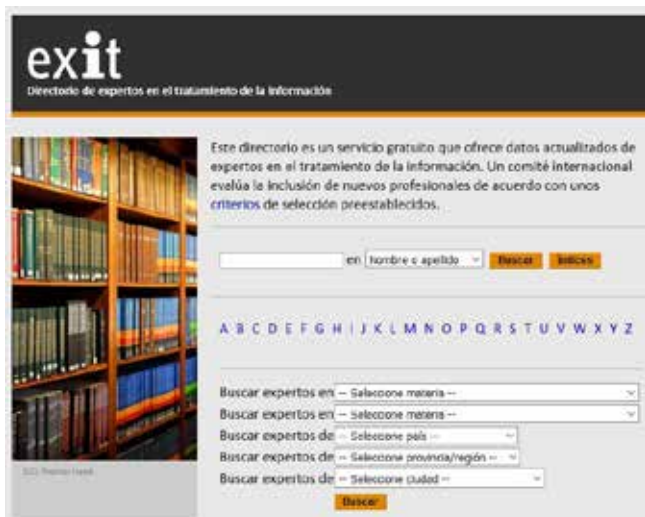 exit
Directorio de expertos en el tratamiento de la información
Este directorio es un servicio gratuito que ofrece datos actualizados de
expertos en el tratamiento de la información. Un comité internacional
evalúa la inclusión de nuevos profesionales de acuerdo con unos
criterios de selección preestablecidos.
en nombre o apellido Buscar Índices
A B C D E F G H I J K L M N O P Q R S T U V W X Y Z
Buscar expertos en -- Seleccione materia --
Buscar expertos en -- Seleccione materia --
Buscar expertos de -- Seleccione país --
Buscar expertos de -- Seleccione provincia/región --
Buscar expertos de -- Seleccione ciudad --
Buscar